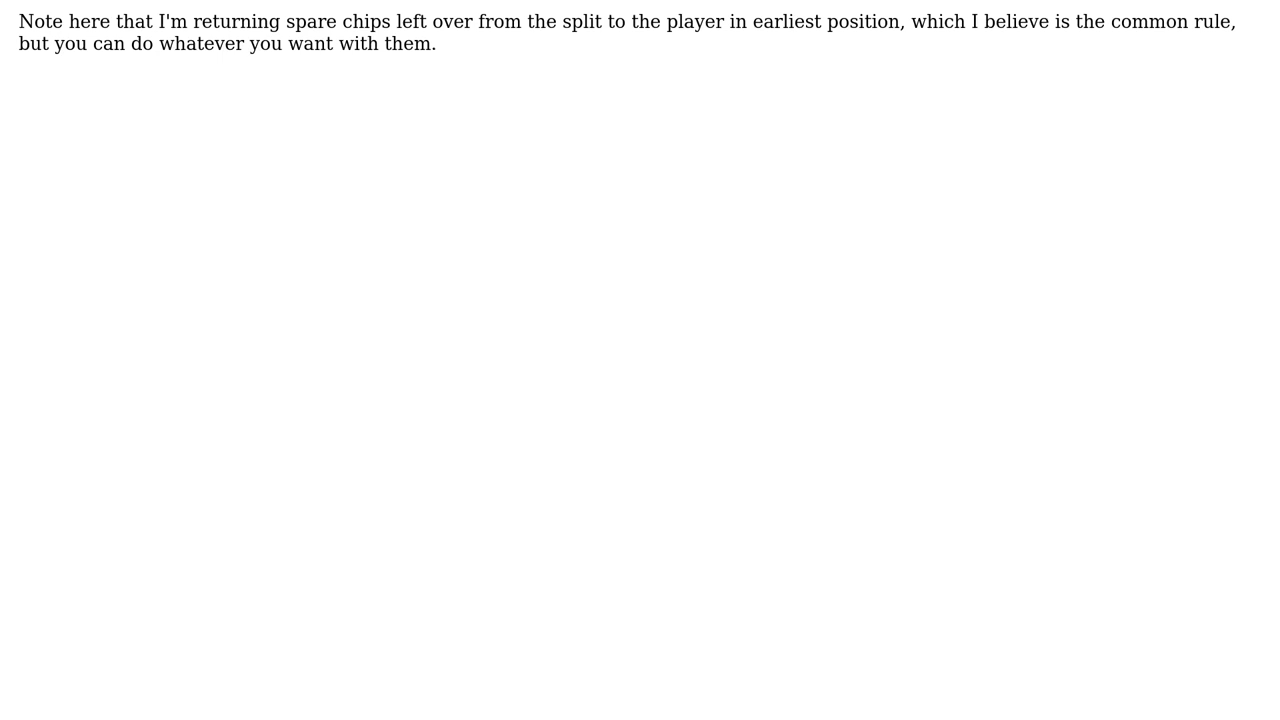 Note here that I'm returning spare chips left over from the split to the player in earliest position, which I believe is the common rule,
but you can do whatever you want with them.